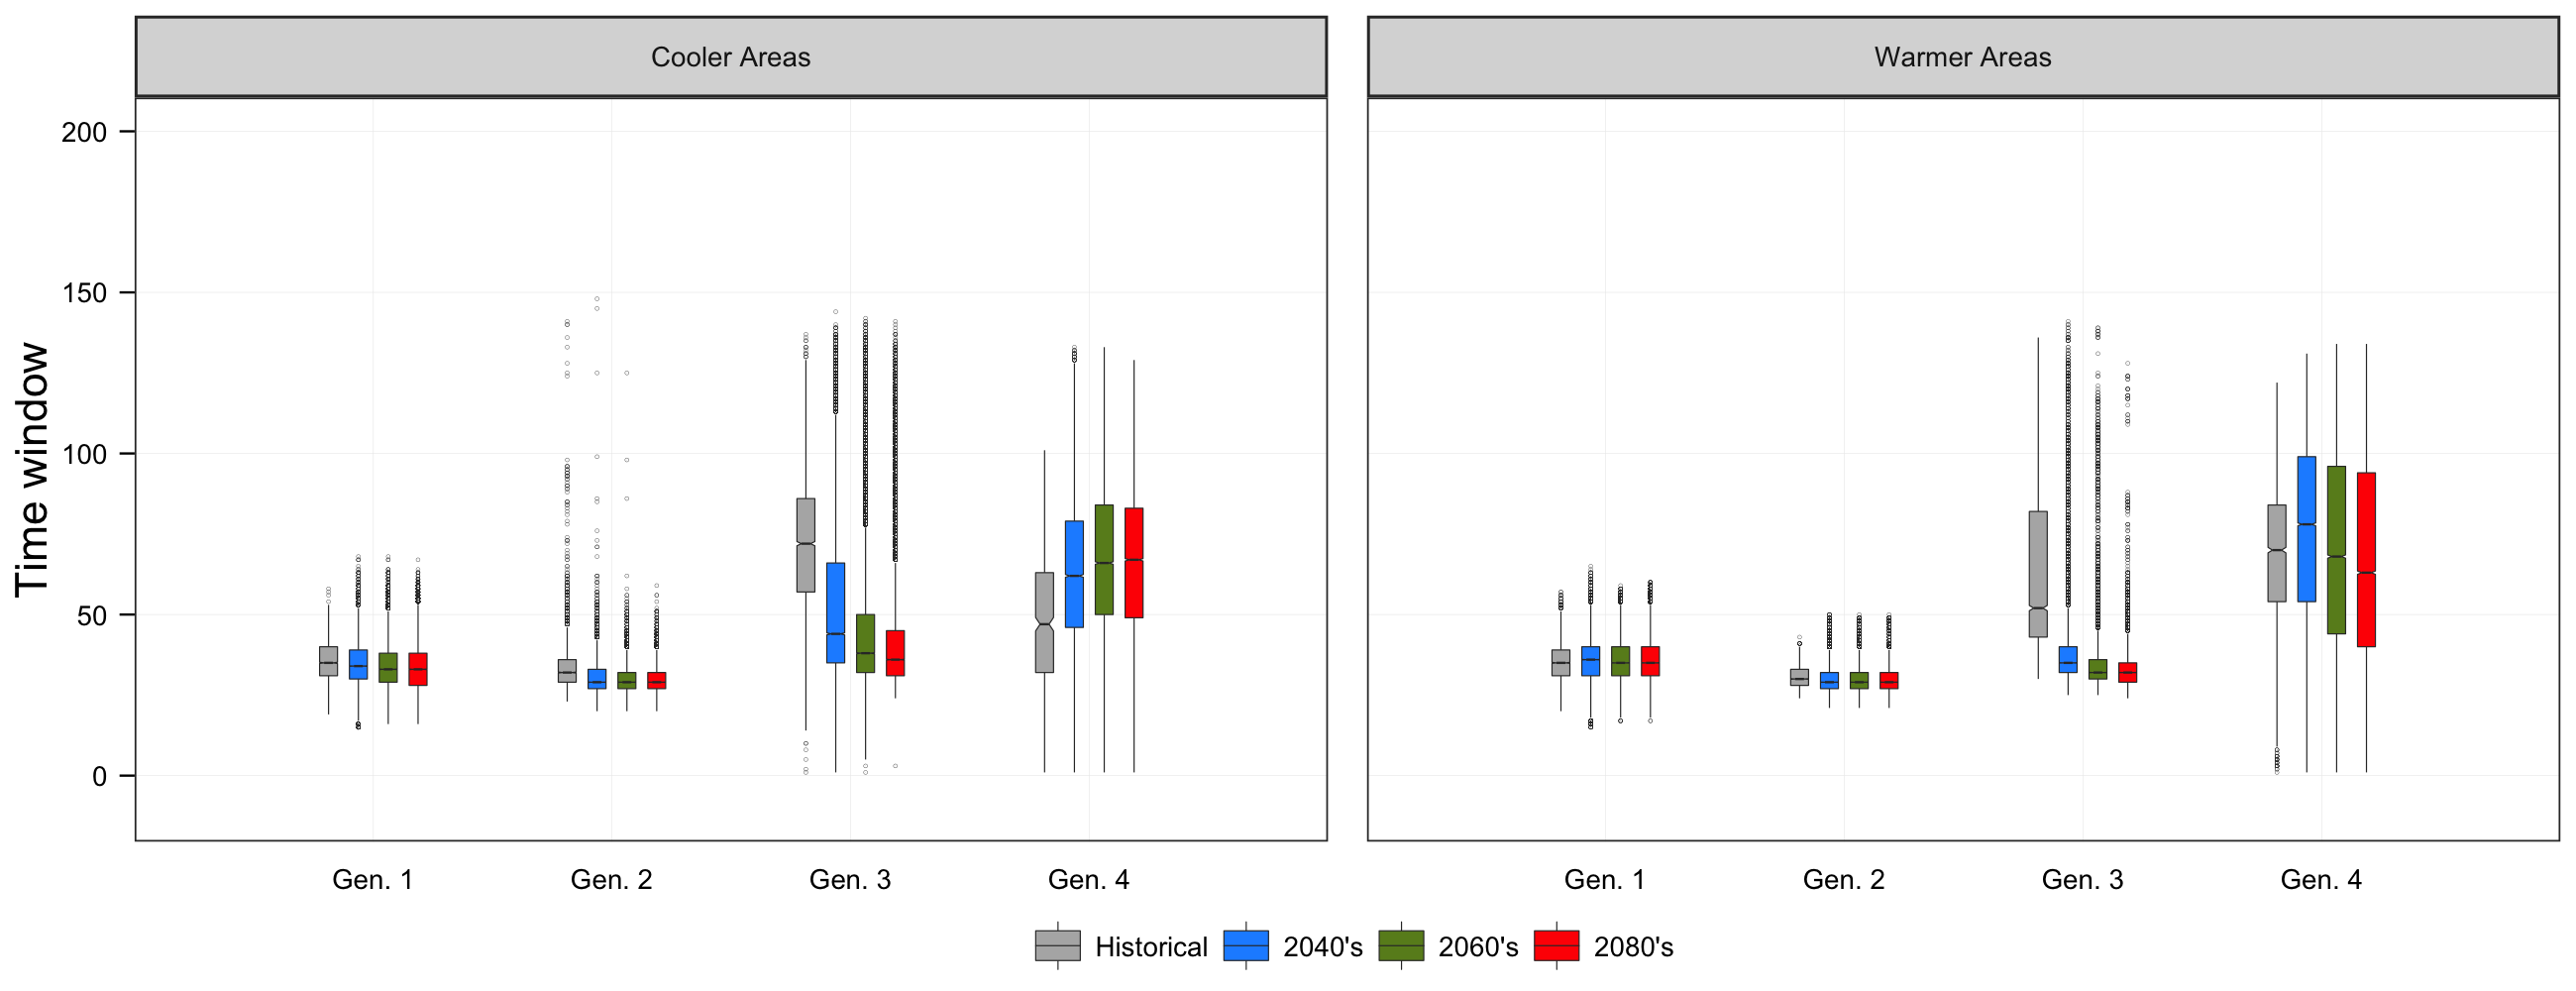 Cooler Areas
Warmer Areas
Time window
200
150
100
50
0
Gen. 1
Gen. 2
Gen. 3
Gen. 4
Gen. 1
Gen. 2
Gen. 3
Gen. 4
Historical
2040's
2060's
2080's